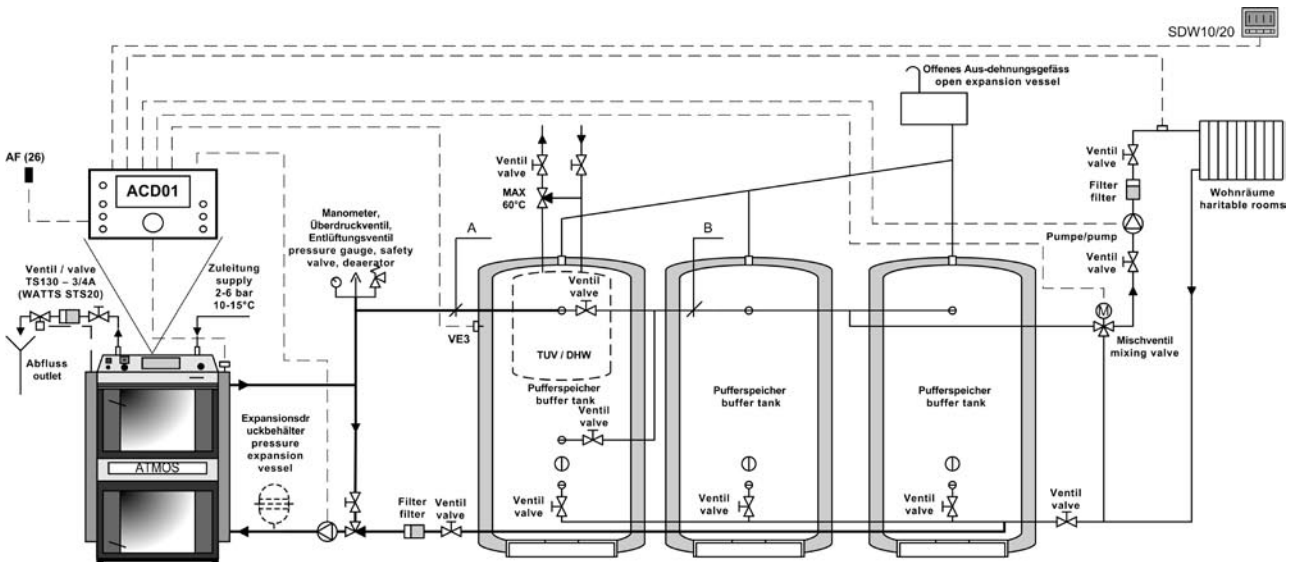 SDW10/20
Offenes Aus-dehnungsgefäss
open expansion vessel
AF (26)
ACD01
Ventil
valve
MAX
60°C
Ventil
valve
Filter
filter
Wohnräume
haritable rooms
Manometer,
Überdruckventil,
Entlüftungsventil
pressure gauge, safety
valve, deaerator
A
B
Pumpe/pump
Ventil / valve
TS130 – 3/4A
(WATTS STS20)
Zuleitung
supply
2-6 bar
10-15°C
Ventil
valve
Ventil
valve
M
VE3
Mischventil
mixing valve
Abfluss
outlet
TUV / DHW
Pufferspeicher
buffer tank
Pufferspeicher
buffer tank
Pufferspeicher
buffer tank
Ventil
valve
Expansionsdr
uckbehälter
pressure
expansion
vessel
ATMOS
Filter
filter
Ventil
valve
Ventil
valve
Ventil
valve
Ventil
valve
Ventil
valve